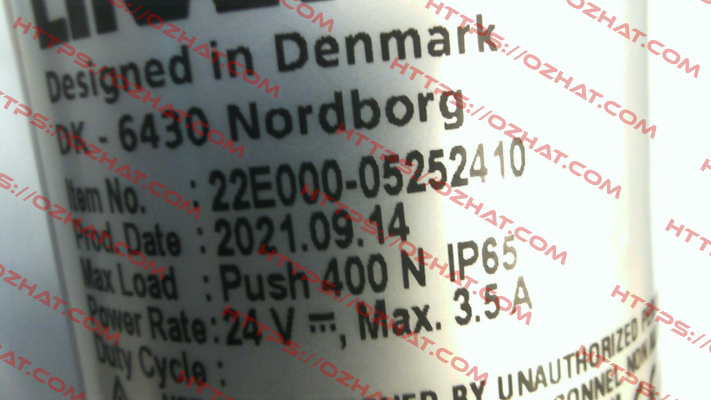 Designed in Denmark
DK - 6430 Nordborg
Item No. : 22E000-05252410
Prod. Date : 2021.09.14
Max Load : Push 400 N IP65
Power Rate: 24 V ⎓, Max. 3.5 A
Duty Cycle :
BY UNAUTHORIZED
HTTPS://OZHAT.COM